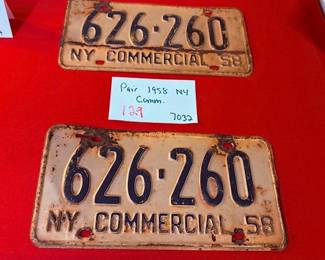 626·260
NY COMMERCIAL 58
Pair 1958 NY
Comm.
129
7032
626·260
NY COMMERCIAL 58